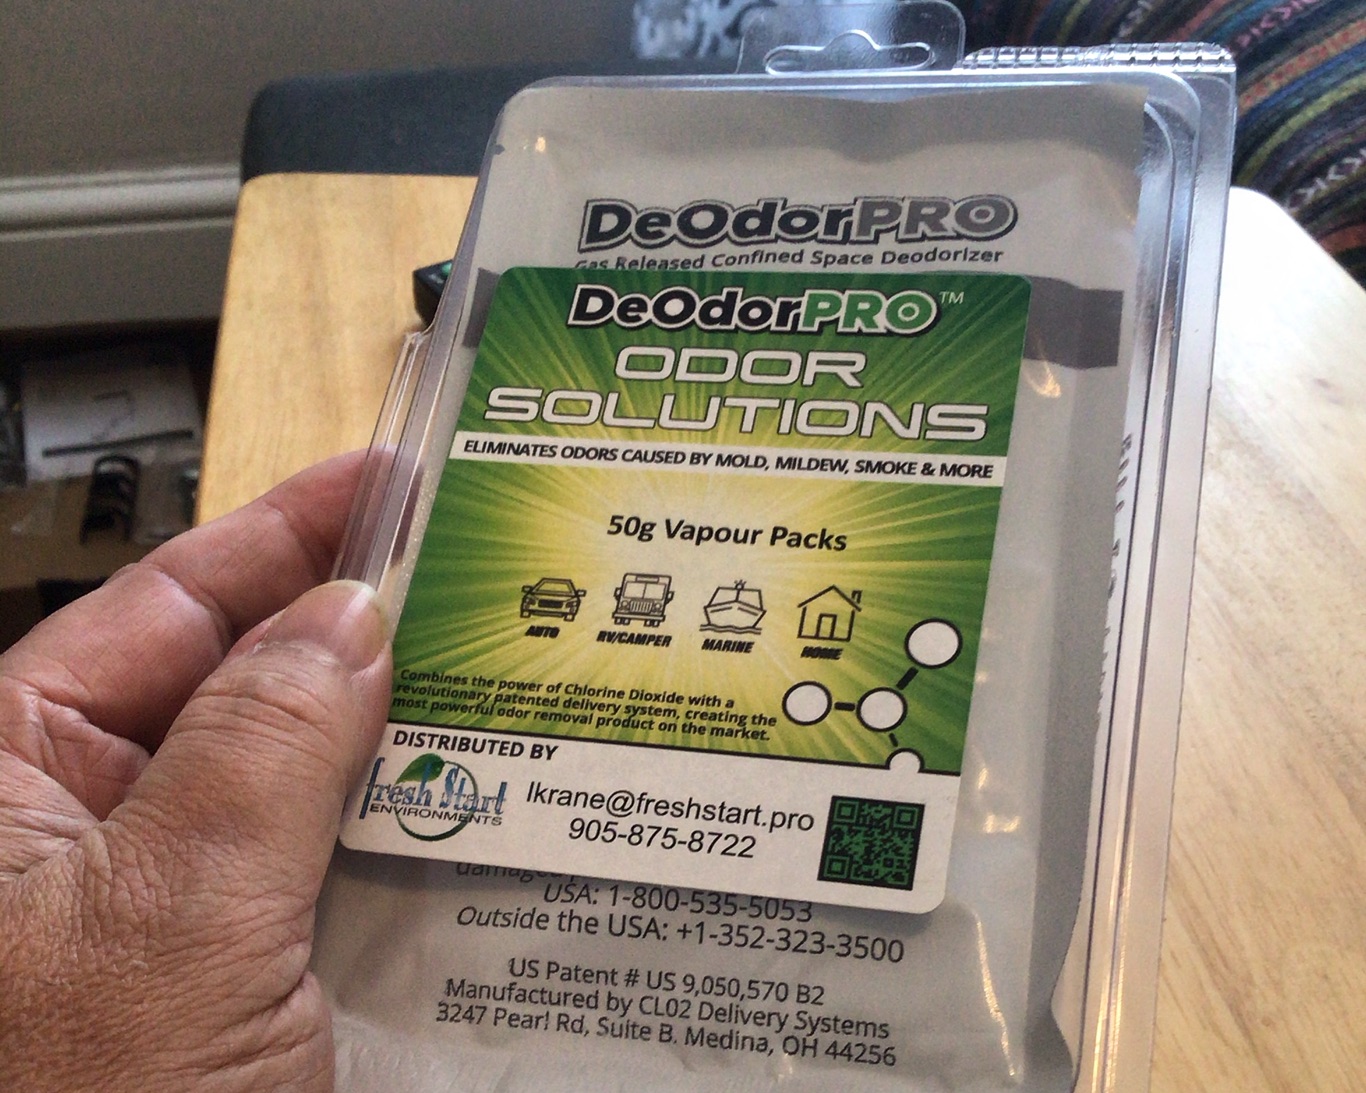 DeOdorPRO
Gas Released Confined Space Deodorizer
DeOdorPRO™
ODOR
SOLUTIONS
ELIMINATES ODORS CAUSED BY MOLD, MILDEW, SMOKE & MORE
50g Vapour Packs
AUTO RV/CAMPER MARINE HOME
Combines the power of Chlorine Dioxide with a
revolutionary patented delivery system, creating the
most powerful odor removal product on the market.
DISTRIBUTED BY
fresh Start
ENVIRONMENTS
lkrane@freshstart.pro
905-875-8722
USA: 1-800-535-5053
Outside the USA: +1-352-323-3500
US Patent # US 9,050,570 B2
Manufactured by CL02 Delivery Systems
3247 Pearl Rd, Suite B. Medina, OH 44256